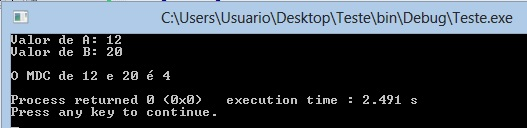 C:\Users\Usuario\Desktop\Teste\bin\Debug\Teste.exe
Valor de A: 12
Valor de B: 20
O MDC de 12 e 20 é 4
Process returned 0 (0x0)   execution time : 2.491 s
Press any key to continue.